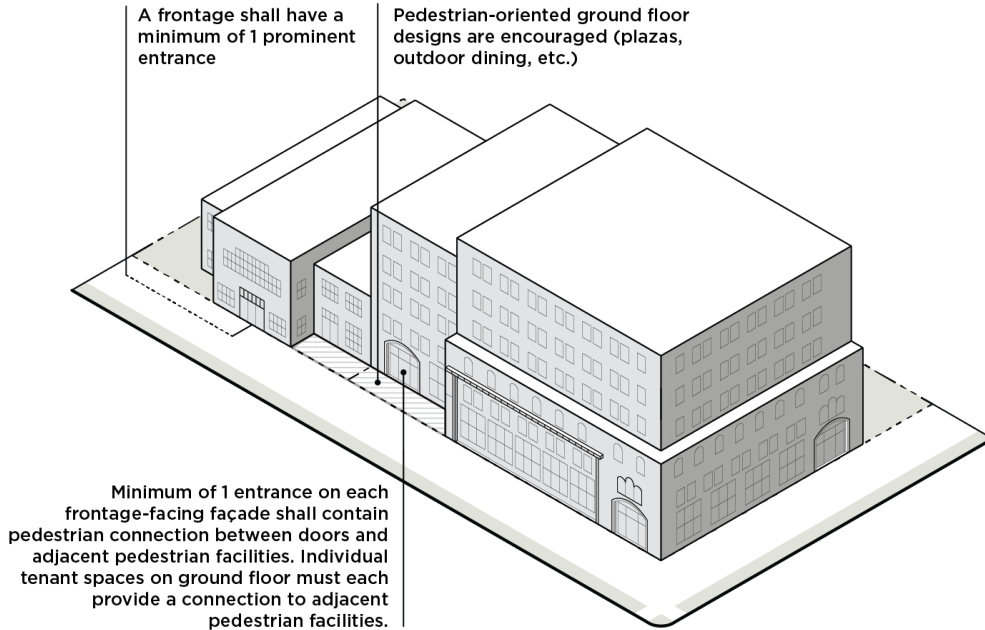 A frontage shall have a
minimum of 1 prominent
entrance
Pedestrian-oriented ground floor
designs are encouraged (plazas,
outdoor dining, etc.)
Minimum of 1 entrance on each
frontage-facing façade shall contain
pedestrian connection between doors and
adjacent pedestrian facilities. Individual
tenant spaces on ground floor must each
provide a connection to adjacent
pedestrian facilities.